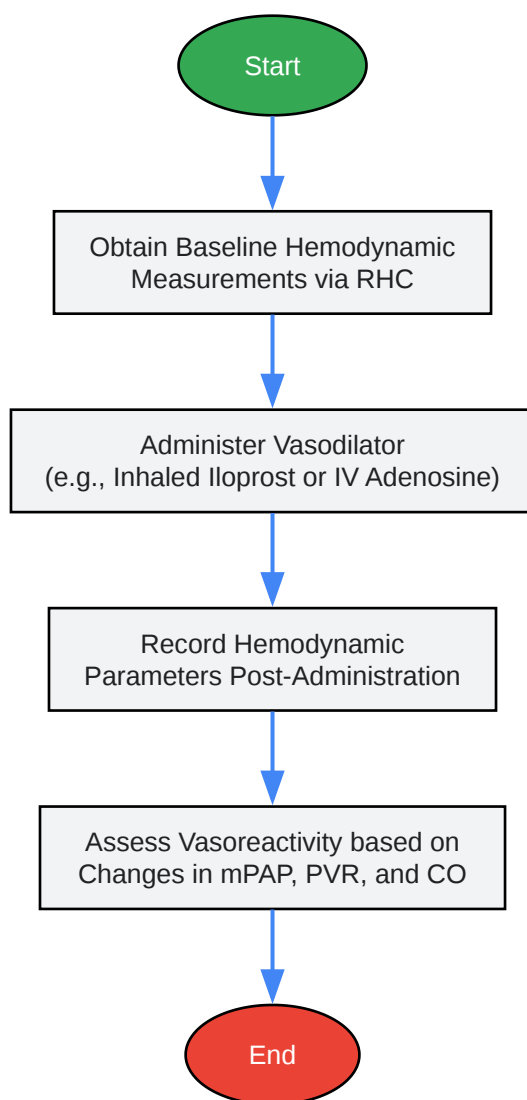 Start
Obtain Baseline Hemodynamic
Measurements via RHC
Administer Vasodilator
(e.g., Inhaled Iloprost or IV Adenosine)
Record Hemodynamic
Parameters Post-Administration
Assess Vasoreactivity based on
Changes in mPAP, PVR, and CO
End